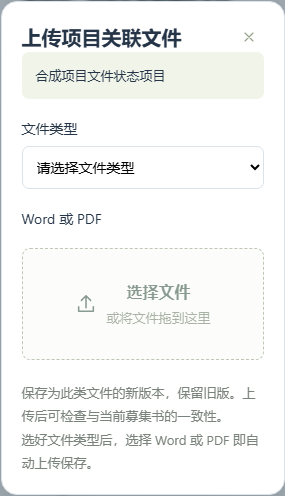 上传项目关联文件
×
合成项目文件状态项目
文件类型
请选择文件类型
Word 或 PDF
选择文件
或将文件拖到这里
保存为此类文件的新版本，保留旧版。上
传后可检查与当前募集书的一致性。
选好文件类型后，选择 Word 或 PDF 即自
动上传保存。